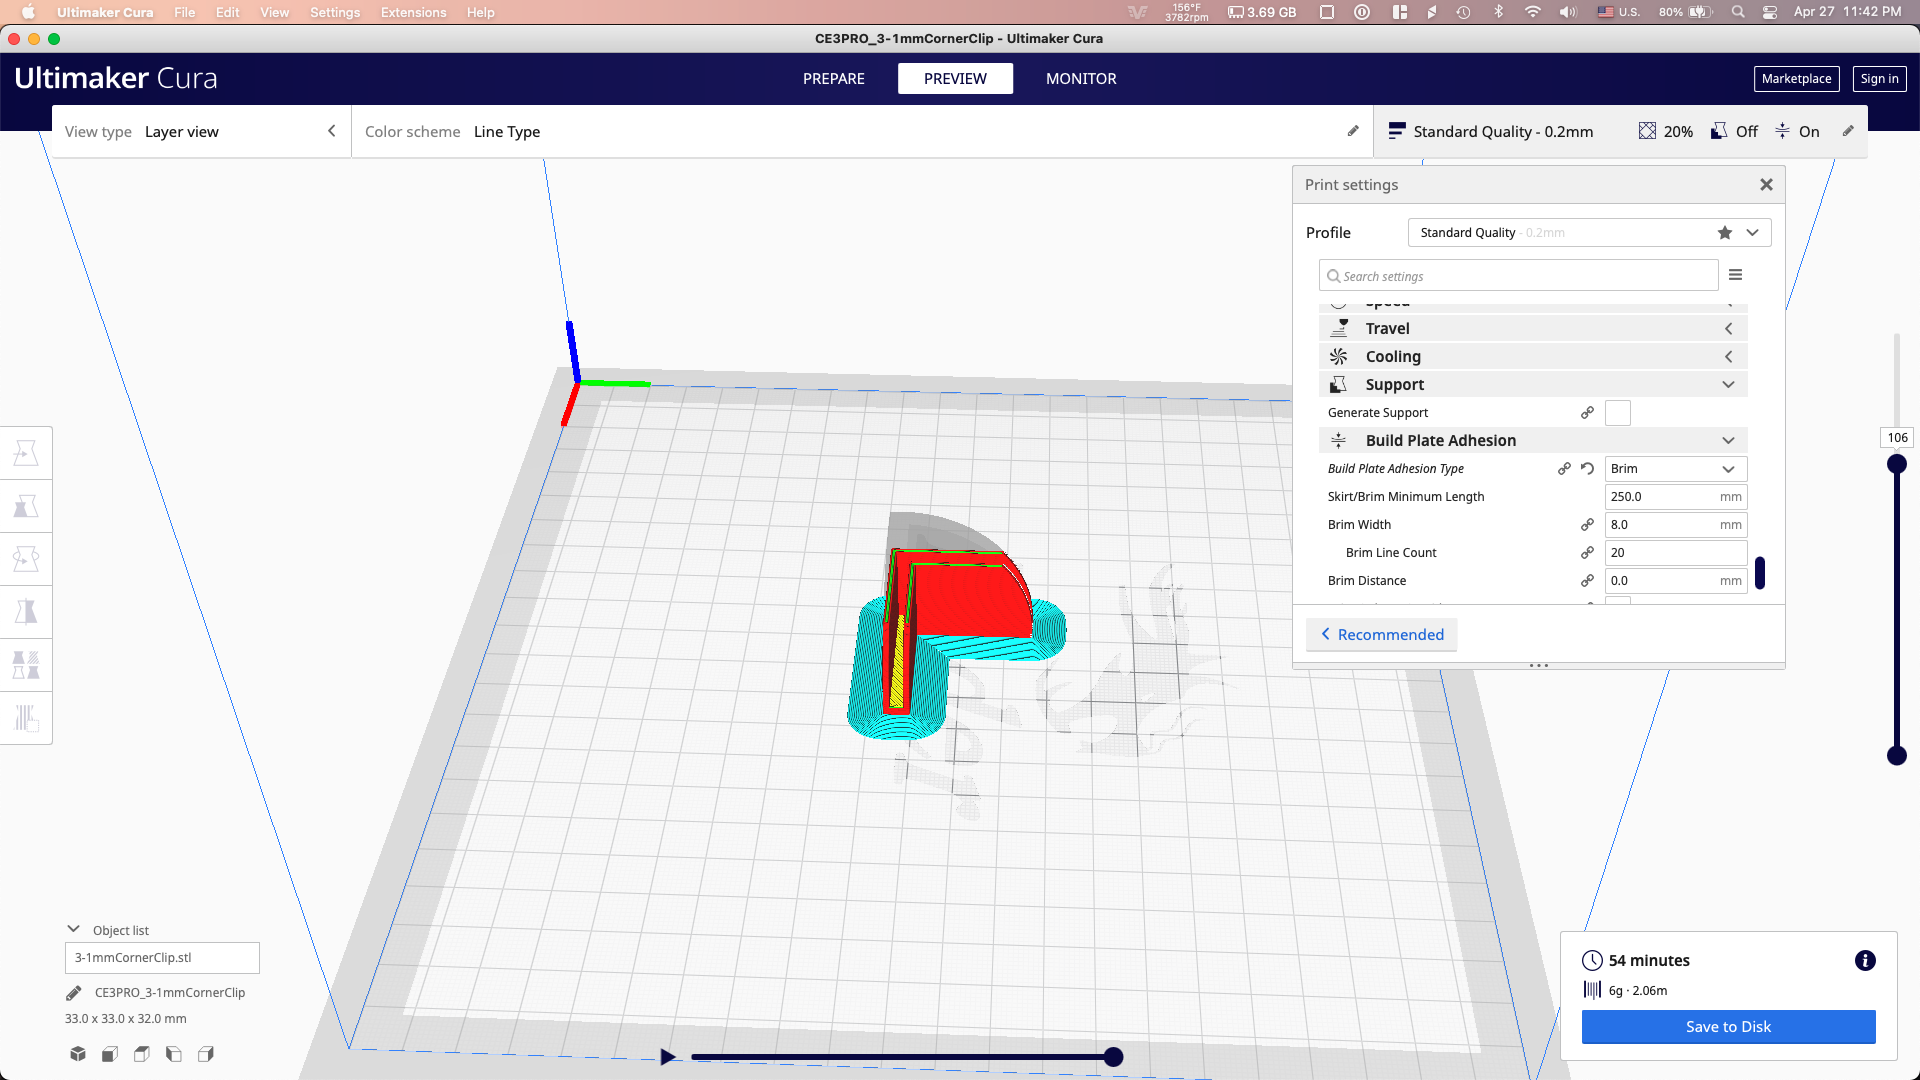 Ultimaker Cura File Edit View Settings Extensions Help 156°F 3782rpm 3.69 GB U.S. 80% Apr 27 11:42 PM
CE3PRO_3-1mmCornerClip - Ultimaker Cura
Ultimaker Cura PREPARE PREVIEW MONITOR Marketplace Sign in
View type Layer view Color scheme Line Type Standard Quality - 0.2mm 20% Off On
Print settings
Profile Standard Quality - 0.2mm
Search settings
Speed
Travel
Cooling
Support
Generate Support
Build Plate Adhesion
Build Plate Adhesion Type Brim
Skirt/Brim Minimum Length 250.0 mm
Brim Width 8.0 mm
Brim Line Count 20
Brim Distance 0.0 mm
Recommended
106
Object list
3-1mmCornerClip.stl
CE3PRO_3-1mmCornerClip
33.0 x 33.0 x 32.0 mm
54 minutes
6g · 2.06m
Save to Disk